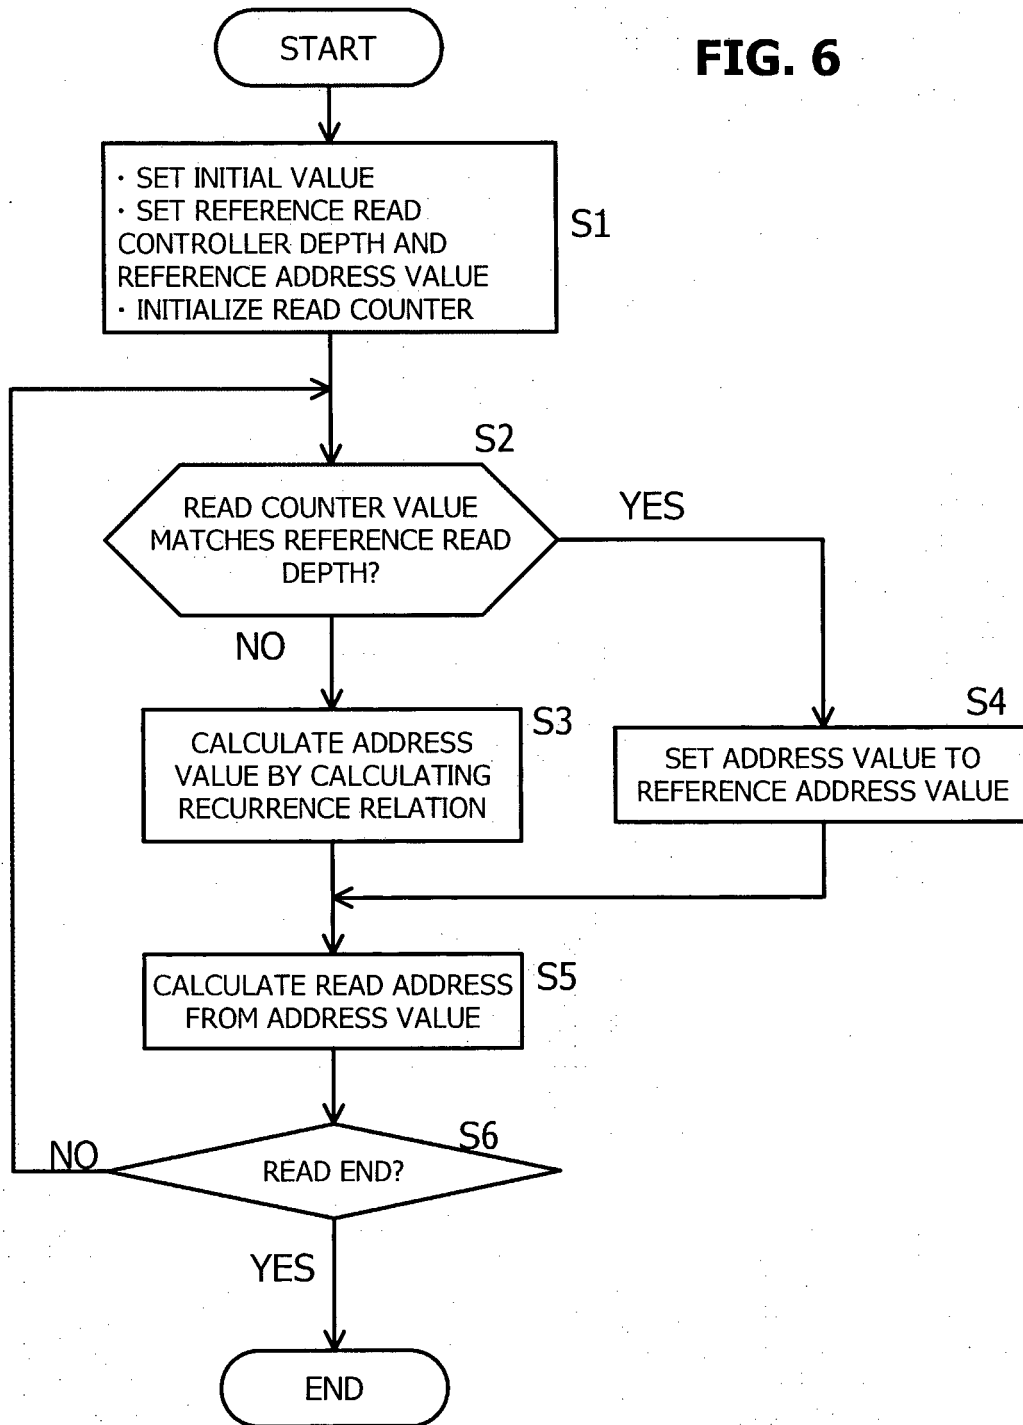 START
FIG. 6
· SET INITIAL VALUE
· SET REFERENCE READ
CONTROLLER DEPTH AND
REFERENCE ADDRESS VALUE
· INITIALIZE READ COUNTER
S1
S2
READ COUNTER VALUE
MATCHES REFERENCE READ
DEPTH?
YES
NO
S3
CALCULATE ADDRESS
VALUE BY CALCULATING
RECURRENCE RELATION
S4
SET ADDRESS VALUE TO
REFERENCE ADDRESS VALUE
CALCULATE READ ADDRESS
FROM ADDRESS VALUE
S5
S6
READ END?
NO
YES
END